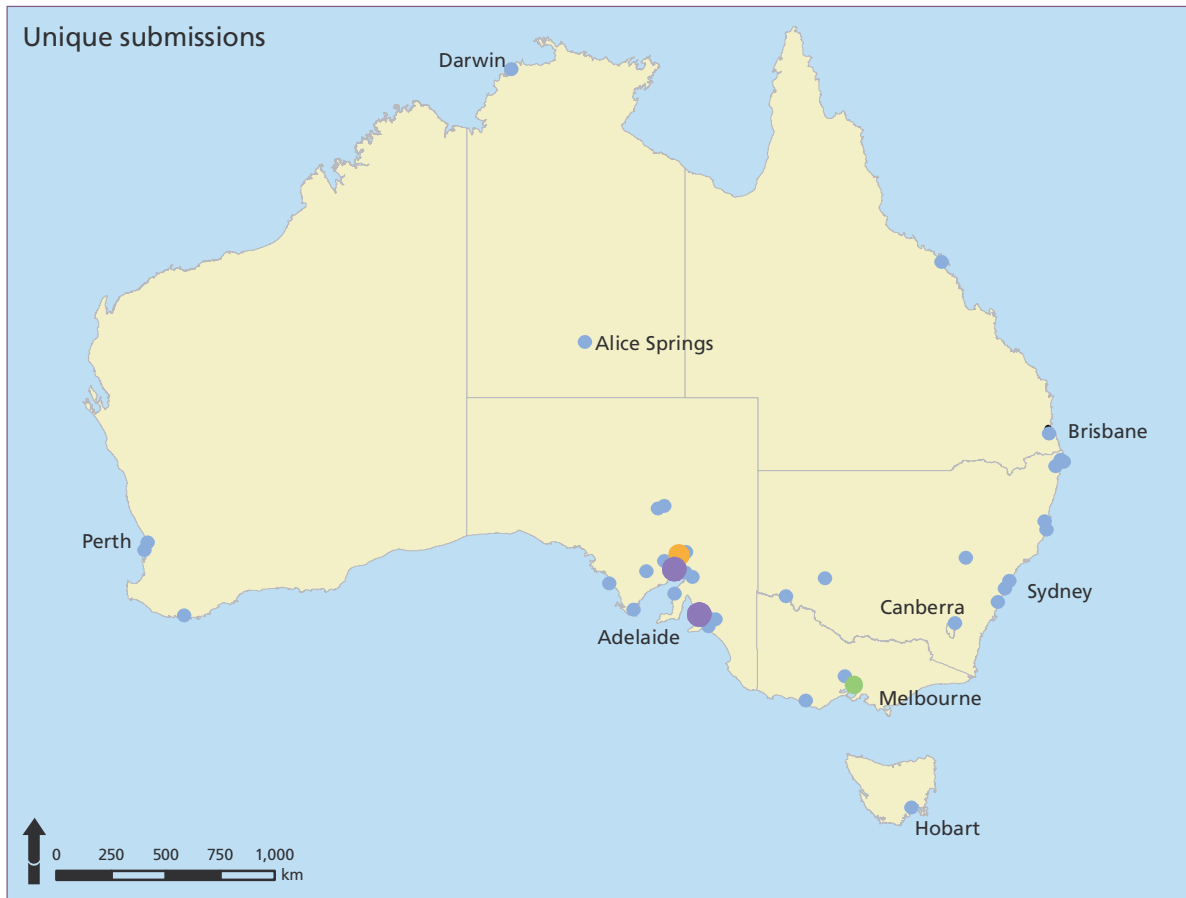 Unique submissions
Darwin
Alice Springs
Brisbane
Perth
Sydney
Canberra
Adelaide
Melbourne
Hobart
0 250 500 750 1,000
km